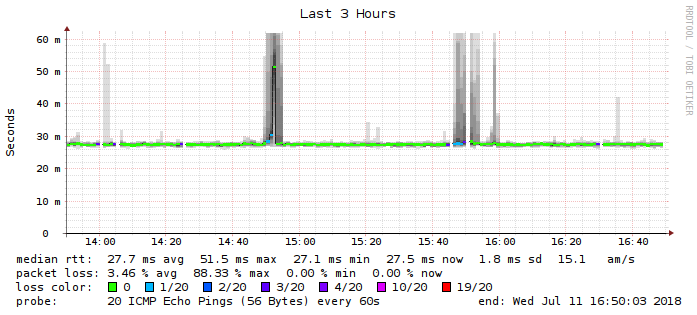 Last 3 Hours
RRDTOOL / TOBI OETIKER
Seconds
60 m
50 m
40 m
30 m
20 m
10 m
0
14:00 14:20 14:40 15:00 15:20 15:40 16:00 16:20 16:40
median rtt: 27.7 ms avg 51.5 ms max 27.1 ms min 27.5 ms now 1.8 ms sd 15.1 am/s
packet loss: 3.46 % avg 88.33 % max 0.00 % min 0.00 % now
loss color: 0 1/20 2/20 3/20 4/20 10/20 19/20
probe: 20 ICMP Echo Pings (56 Bytes) every 60s end: Wed Jul 11 16:50:03 2018